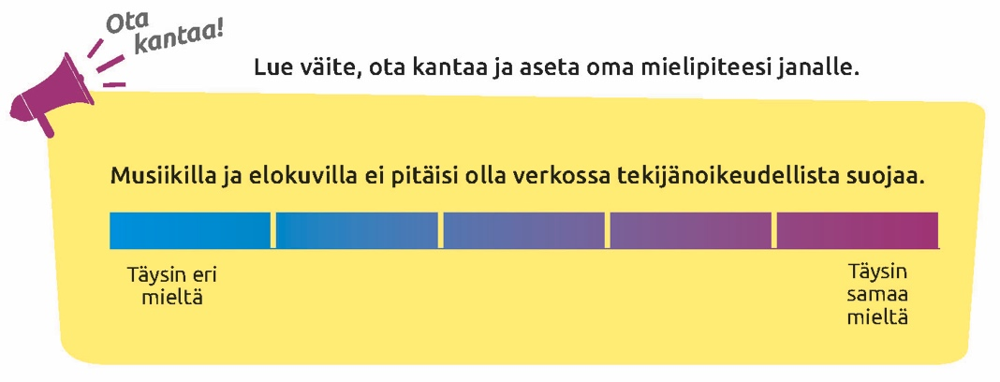 Ota
kantaa!
Lue väite, ota kantaa ja aseta oma mielipiteesi janalle.
Musiikilla ja elokuvilla ei pitäisi olla verkossa tekijänoikeudellista suojaa.
Täysin eri
mieltä
Täysin
samaa
mieltä